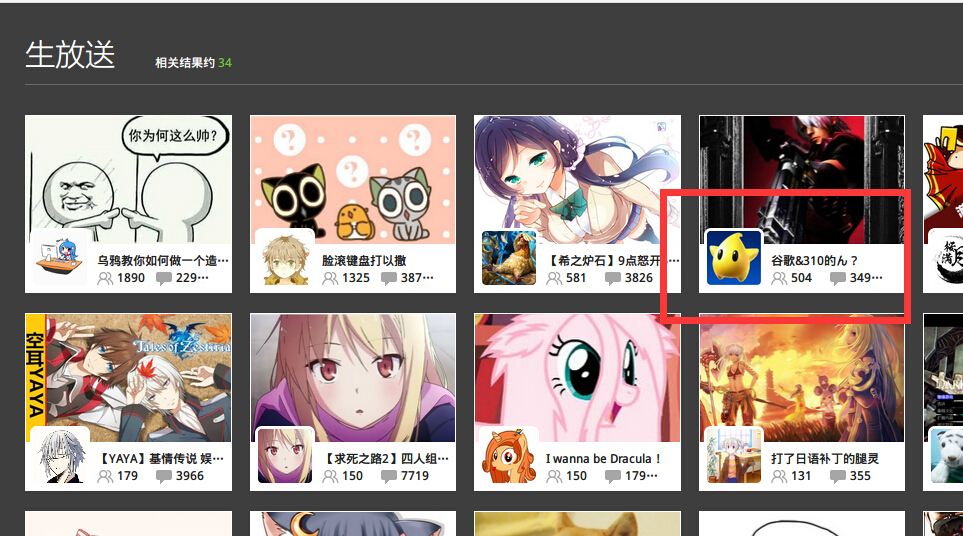 生放送
相关结果约 34
你为何这么帅?
乌鸦教你如何做一个造…
1890 229…
脸滚键盘打以撒
1325 387…
【希之炉石】9点怒开…
581 3826
谷歌&310的ん？
504 349…
空耳YAYA
Tales of Zestiria
【YAYA】基情传说 娱…
179 3966
【求死之路2】四人组…
150 7719
I wanna be Dracula！
150 179…
打了日语补丁的腿灵
131 355